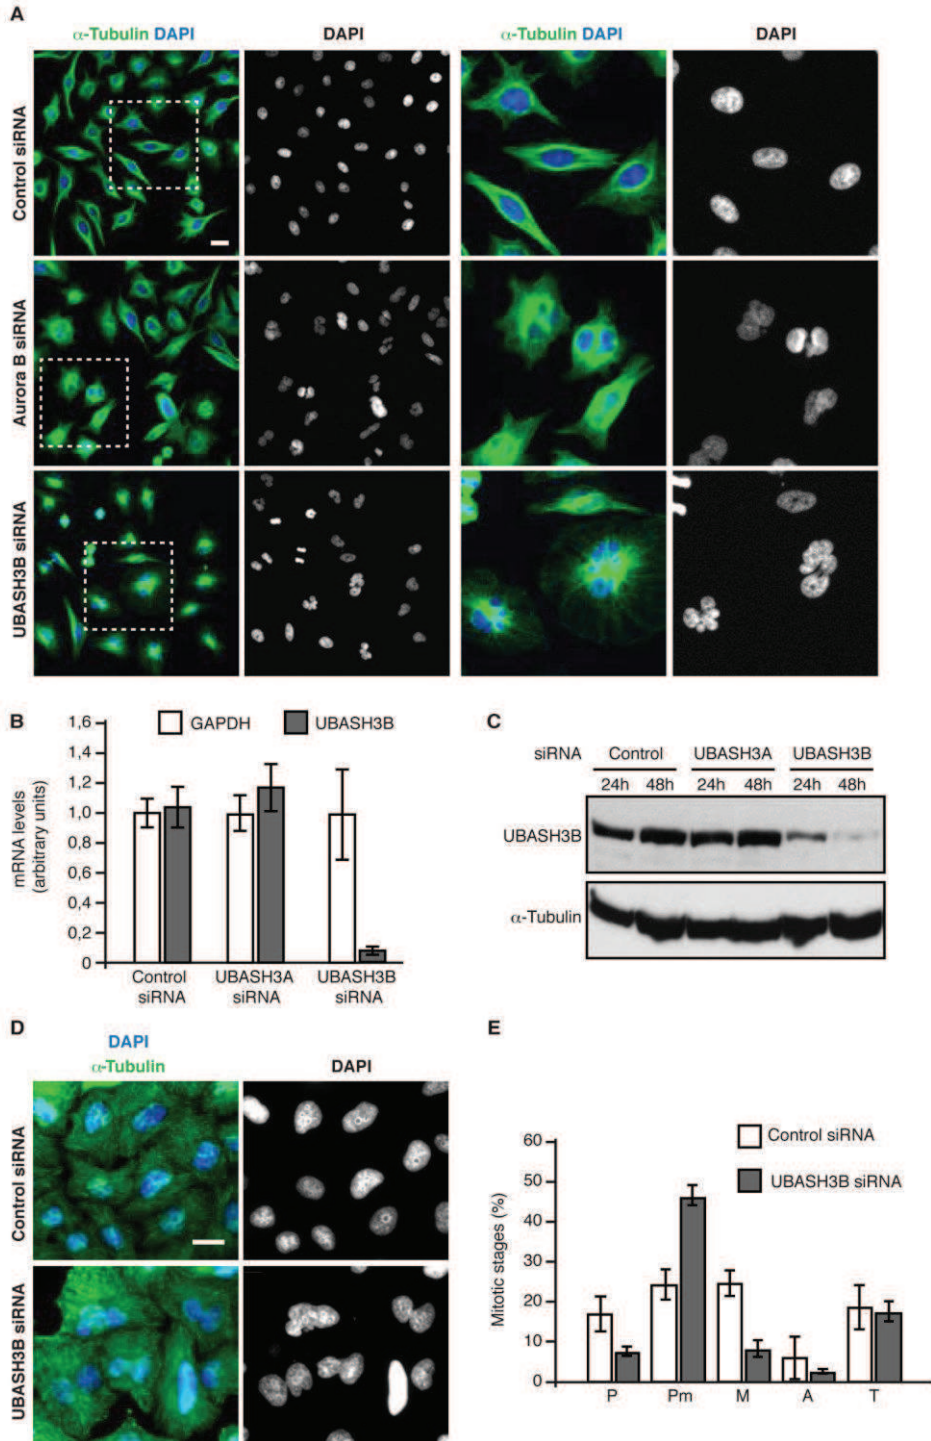 A
α-Tubulin DAPI
DAPI
α-Tubulin DAPI
DAPI
Control siRNA
Aurora B siRNA
UBASH3B siRNA
B
GAPDH
UBASH3B
mRNA levels
(arbitrary units)
1,6
1,4
1,2
1,0
0,8
0,6
0,4
0,2
0
Control
siRNA
UBASH3A
siRNA
UBASH3B
siRNA
C
siRNA
Control
UBASH3A
UBASH3B
24h 48h 24h 48h 24h 48h
UBASH3B
α-Tubulin
D
DAPI
α-Tubulin
DAPI
Control siRNA
UBASH3B siRNA
E
Control siRNA
UBASH3B siRNA
Mitotic stages (%)
60
50
40
30
20
10
0
P Pm M A T